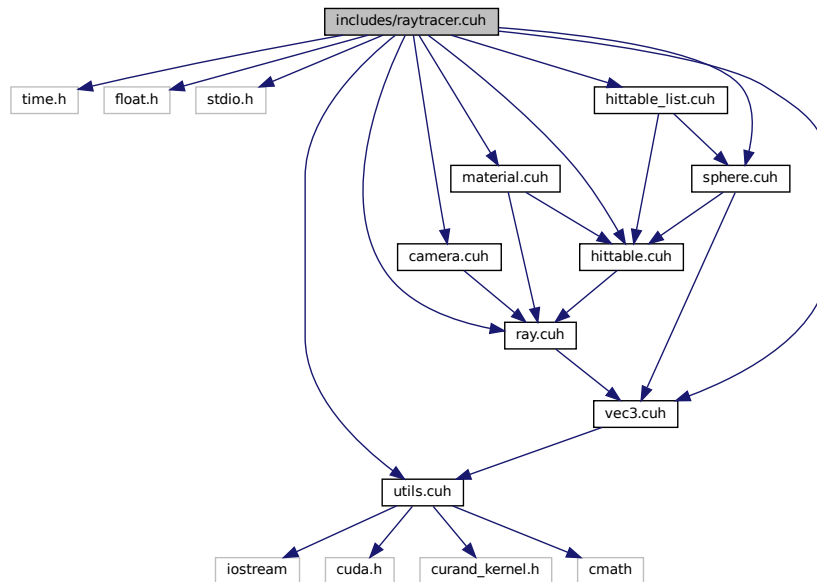 includes/raytracer.cuh
time.h
float.h
stdio.h
hittable_list.cuh
material.cuh
sphere.cuh
camera.cuh
hittable.cuh
ray.cuh
vec3.cuh
utils.cuh
iostream
cuda.h
curand_kernel.h
cmath